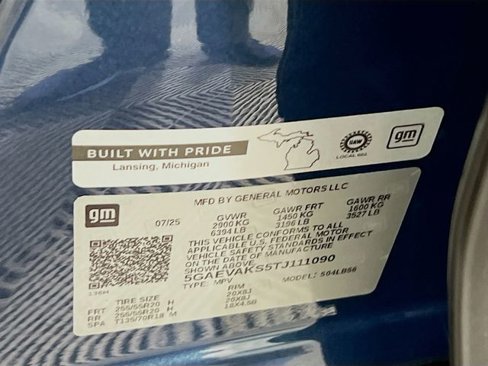 BUILT WITH PRIDE
Lansing, Michigan
UAW
LOCAL 602
gm
gm
MFD BY GENERAL MOTORS LLC
07/25
GVWR GAWR FRT GAWR RR
2900 KG 1450 KG 1600 KG
6394 LB 3196 LB 3527 LB
THIS VEHICLE CONFORMS TO ALL
APPLICABLE U.S. FEDERAL MOTOR
VEHICLE SAFETY STANDARDS IN EFFECT
ON THE DATE OF MANUFACTURE
SHOWN ABOVE.
5GAEVAKS5TJ111090
TYPE: MPV MODEL:
TIRE SIZE RIM
FRT 255/55R20 H 20X8J
RR 255/55R20 H 20X8J
SPA T135/70R18 M 18X4.5B